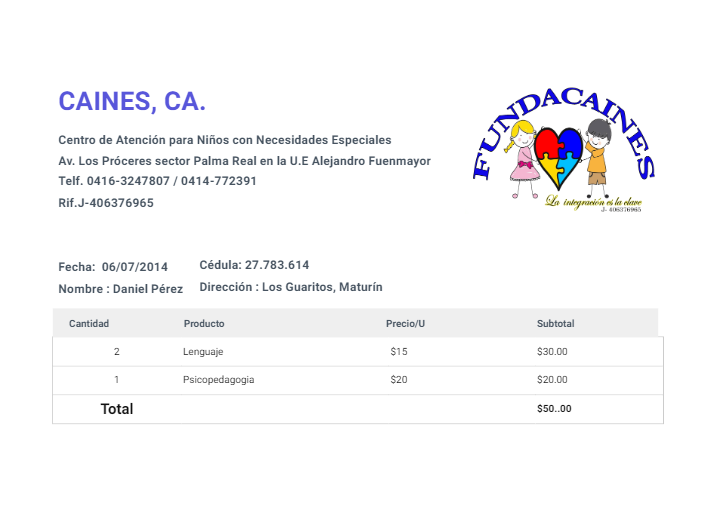 CAINES, CA.
FUNDACAINES
Centro de Atención para Niños con Necesidades Especiales
Av. Los Próceres sector Palma Real en la U.E Alejandro Fuenmayor
Telf. 0416-3247807 / 0414-772391
Rif.J-406376965
La integración es la clave
J- 406376965
Fecha: 06/07/2014 Cédula: 27.783.614
Nombre : Daniel Pérez Dirección : Los Guaritos, Maturín
Cantidad Producto Precio/U Subtotal
2 Lenguaje $15 $30.00
1 Psicopedagogia $20 $20.00
Total $50..00